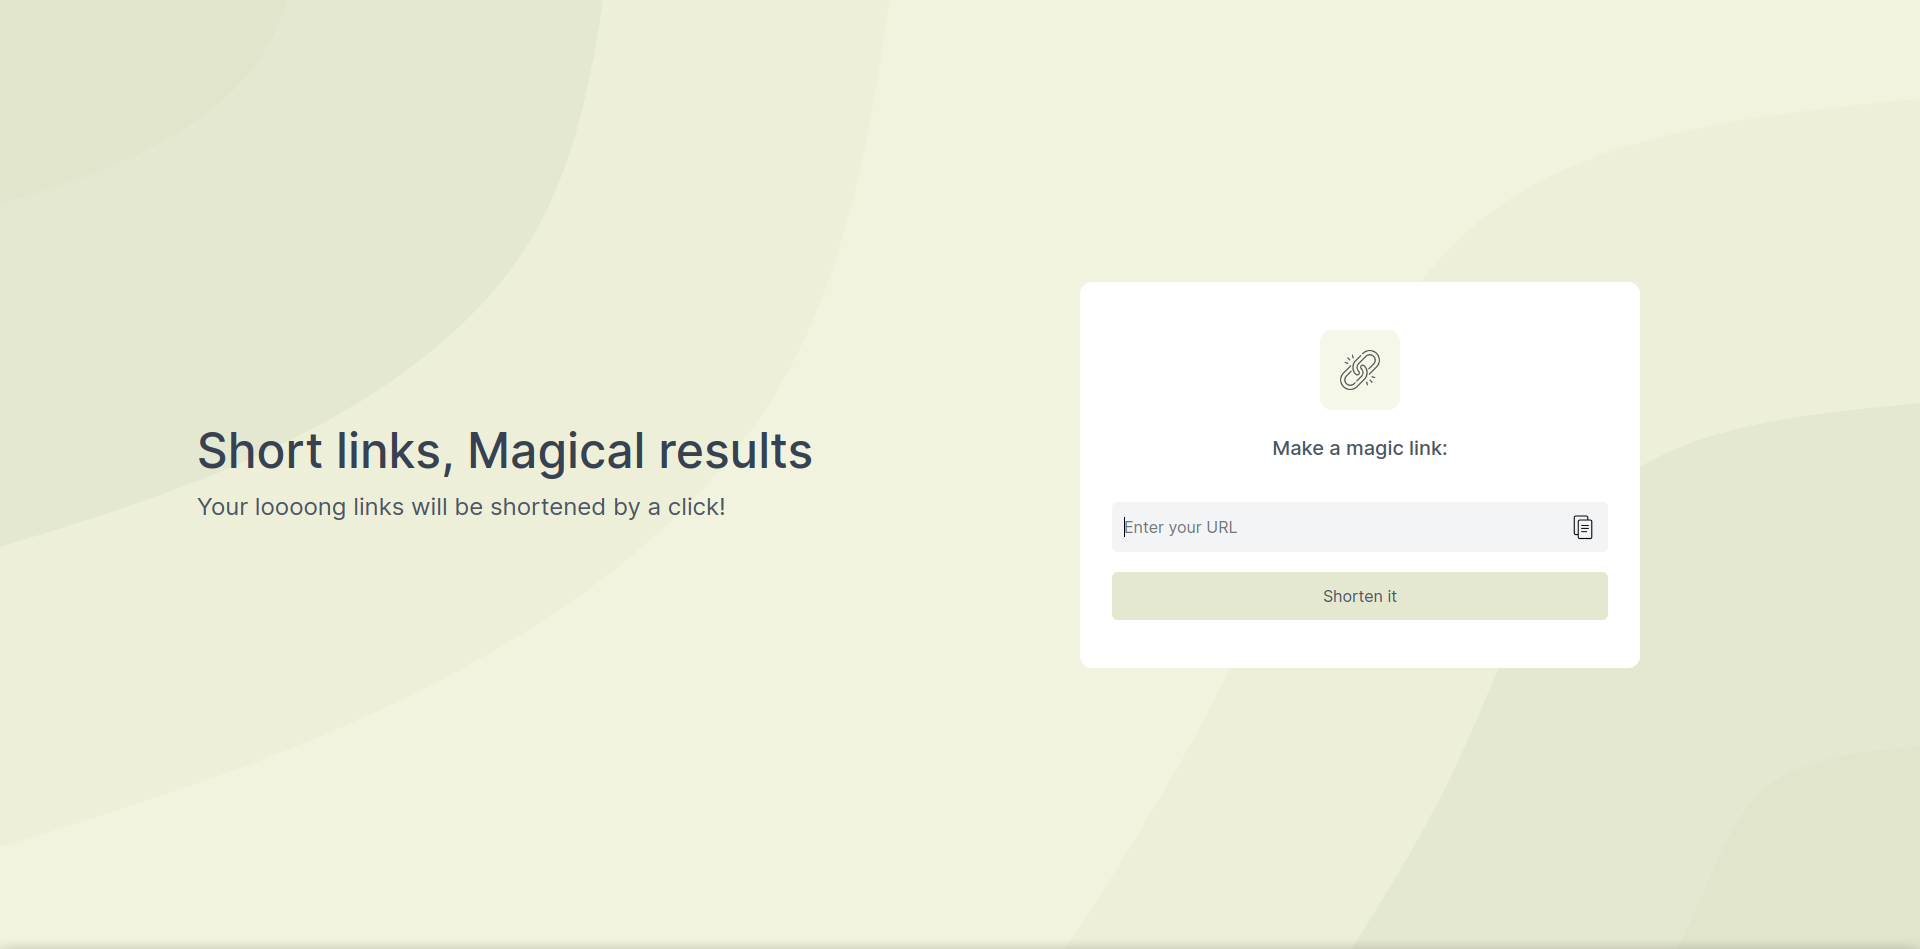 Short links, Magical results
Your loooong links will be shortened by a click!
Make a magic link:
Enter your URL
Shorten it